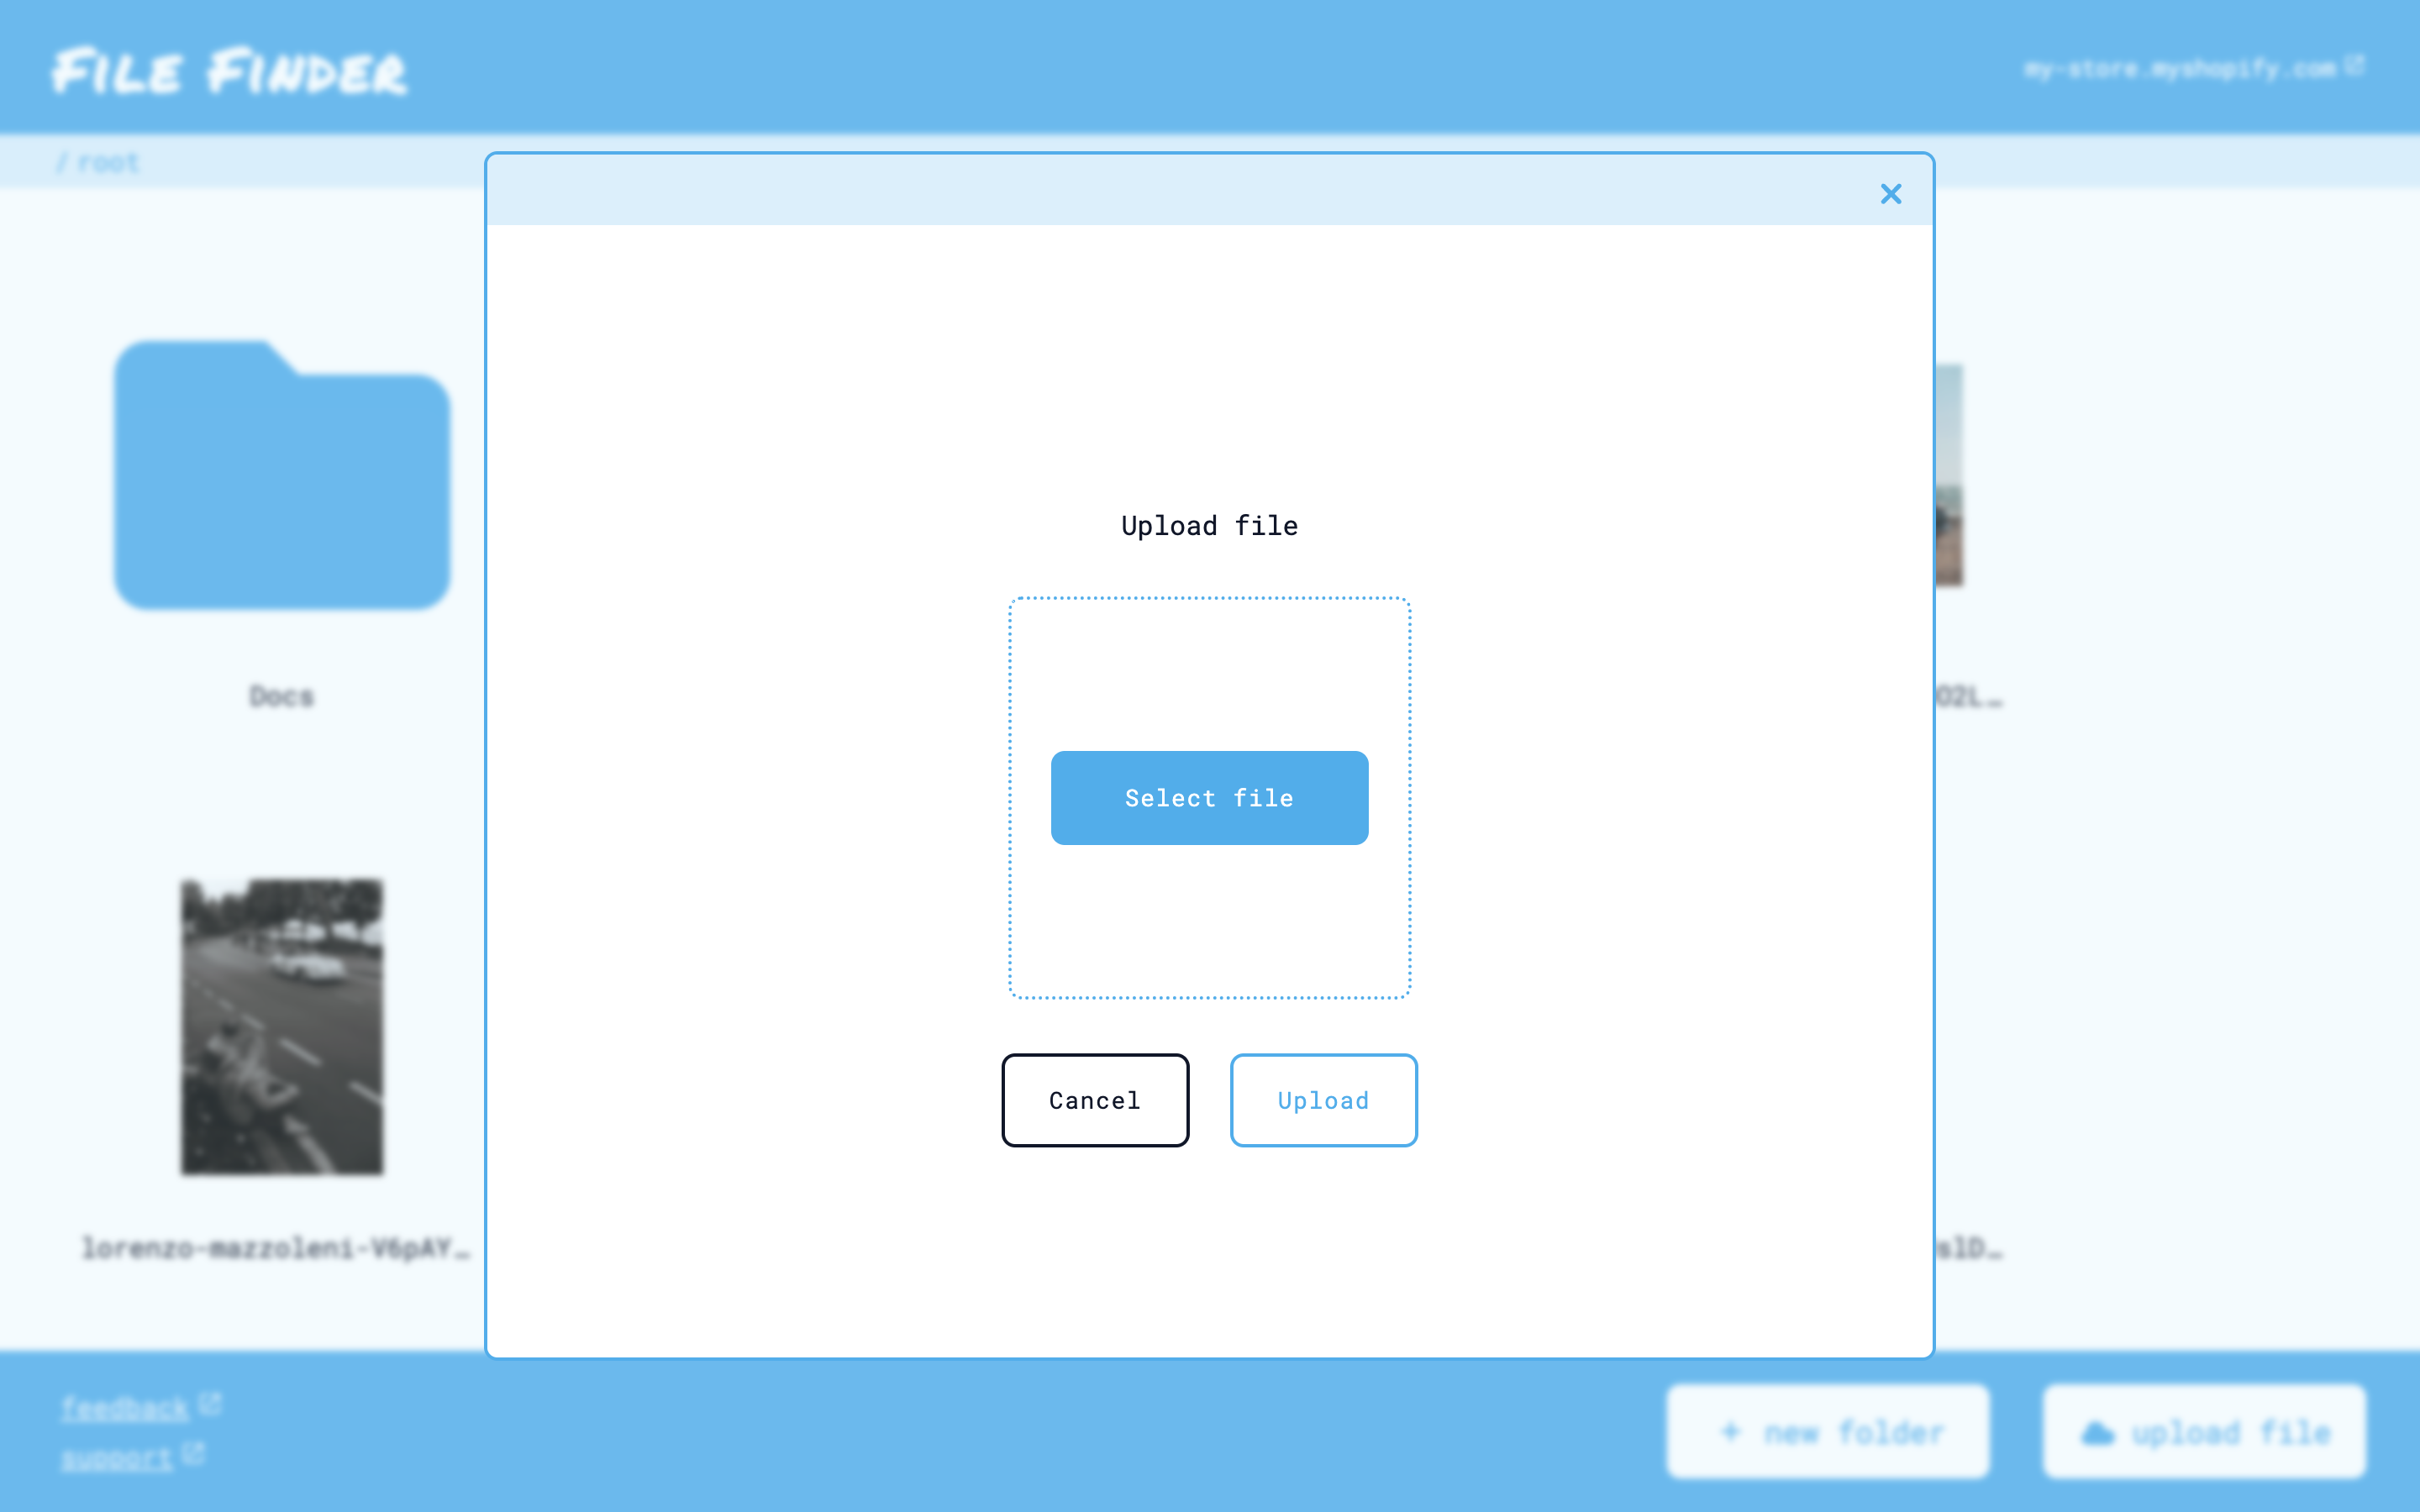 File Finder
my-store.myshopify.com
/ root
Upload file
Docs
O2L…
Select file
Cancel
Upload
lorenzo-mazzoleni-V6pAY…
slD…
feedback
support
+ new folder
upload file